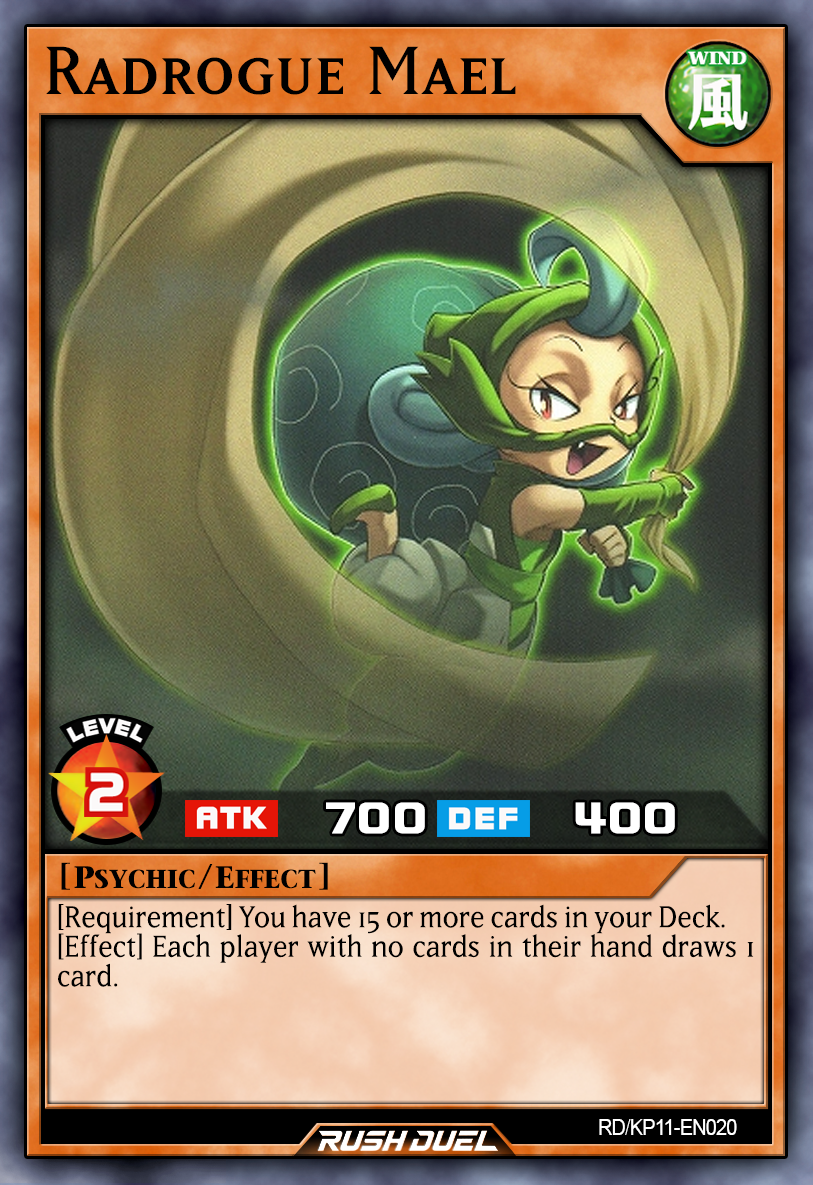 Radrogue Mael
WIND
風
LEVEL
2
ATK 700 DEF 400
[Psychic/Effect]
[Requirement] You have 15 or more cards in your Deck.
[Effect] Each player with no cards in their hand draws 1
card.
RUSH DUEL
RD/KP11-EN020